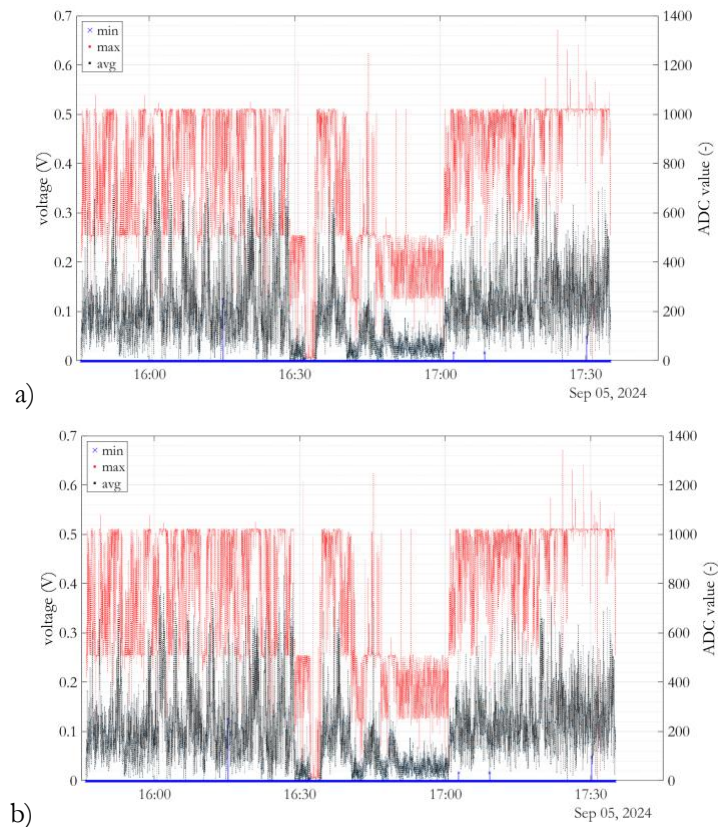 0.7
0.6
0.5
0.4
0.3
0.2
0.1
0
voltage (V)
min
max
avg
1400
1200
1000
800
600
400
200
0
ADC value (-)
16:00 16:30 17:00 17:30
Sep 05, 2024
a)
0.7
0.6
0.5
0.4
0.3
0.2
0.1
0
voltage (V)
min
max
avg
1400
1200
1000
800
600
400
200
0
ADC value (-)
16:00 16:30 17:00 17:30
Sep 05, 2024
b)